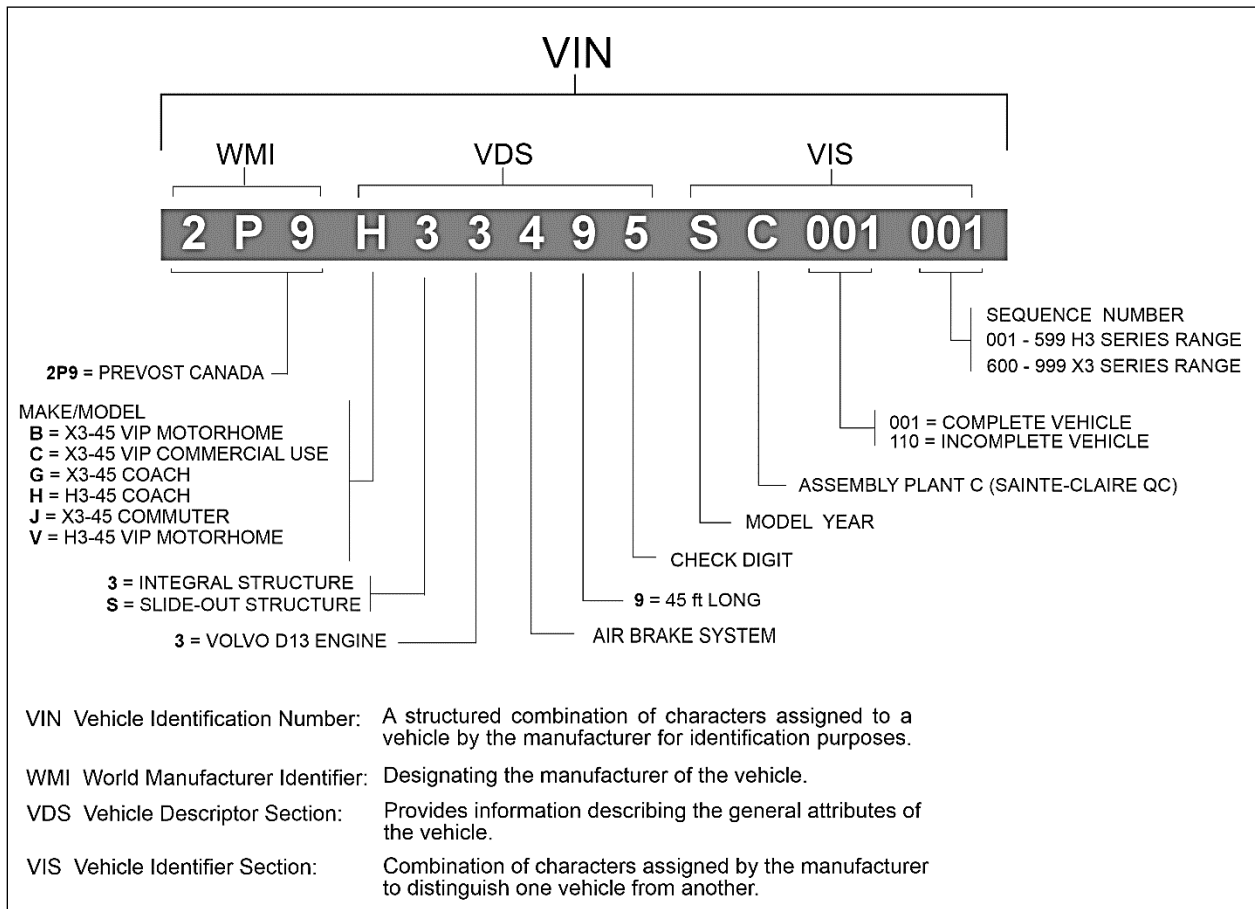 VIN
WMI
VDS
VIS
2 P 9 H 3 3 4 9 5 S C 001 001
SEQUENCE NUMBER
001 - 599 H3 SERIES RANGE
600 - 999 X3 SERIES RANGE
2P9 = PREVOST CANADA
MAKE/MODEL
B = X3-45 VIP MOTORHOME
C = X3-45 VIP COMMERCIAL USE
G = X3-45 COACH
H = H3-45 COACH
J = X3-45 COMMUTER
V = H3-45 VIP MOTORHOME
001 = COMPLETE VEHICLE
110 = INCOMPLETE VEHICLE
ASSEMBLY PLANT C (SAINTE-CLAIRE QC)
MODEL YEAR
CHECK DIGIT
3 = INTEGRAL STRUCTURE
S = SLIDE-OUT STRUCTURE
9 = 45 ft LONG
3 = VOLVO D13 ENGINE
AIR BRAKE SYSTEM
VIN Vehicle Identification Number: A structured combination of characters assigned to a
vehicle by the manufacturer for identification purposes.
WMI World Manufacturer Identifier: Designating the manufacturer of the vehicle.
VDS Vehicle Descriptor Section: Provides information describing the general attributes of
the vehicle.
VIS Vehicle Identifier Section: Combination of characters assigned by the manufacturer
to distinguish one vehicle from another.